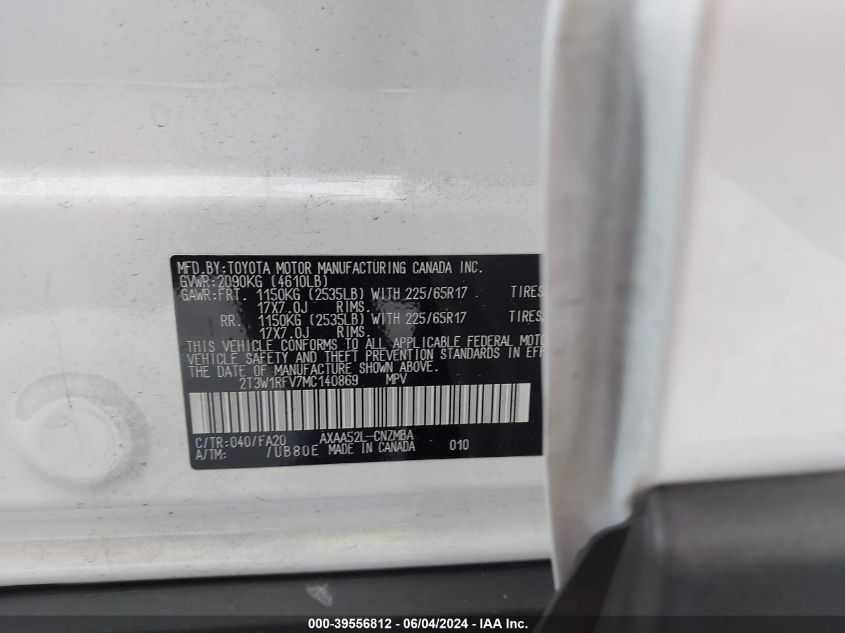 MFD.BY:TOYOTA MOTOR MANUFACTURING CANADA INC.
GVWR:2090KG (4610LB)
GAWR:FRT. 1150KG (2535LB) WITH 225/65R17 TIRES,
17X7.0J RIMS.
RR. 1150KG (2535LB) WITH 225/65R17 TIRES,
17X7.0J RIMS.
THIS VEHICLE CONFORMS TO ALL APPLICABLE FEDERAL MOTO
VEHICLE SAFETY AND THEFT PREVENTION STANDARDS IN EFF
THE DATE OF MANUFACTURE SHOWN ABOVE.
2T3W1RFV7MC140869 MPV
C/TR:040/FA20 AXAA52L-CNZMBA 010
A/TM: /UB80E MADE IN CANADA
000-39556812 - 06/04/2024 - IAA Inc.